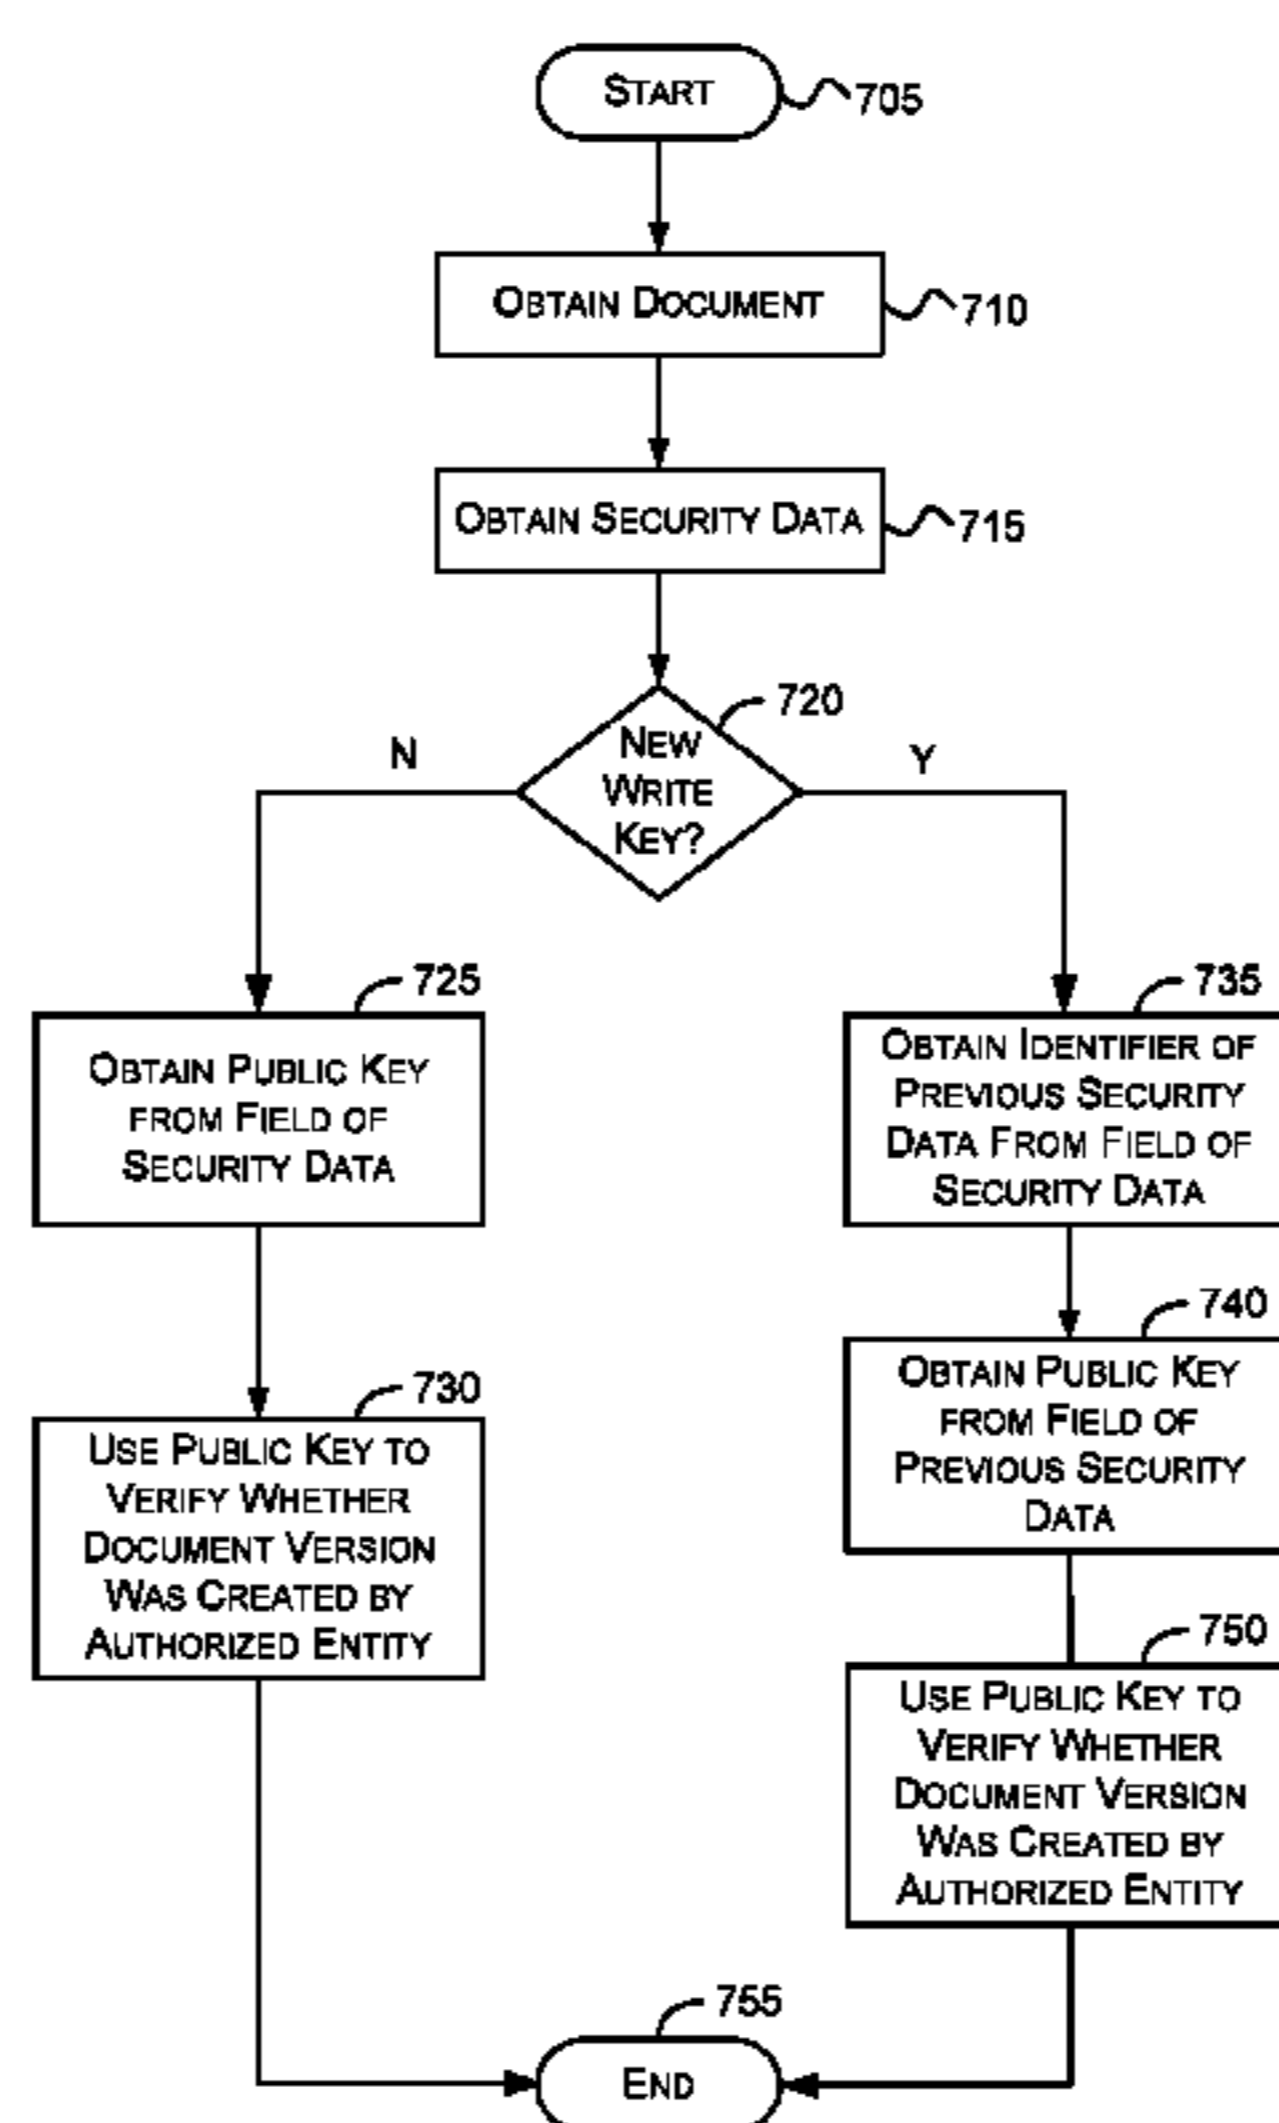 START
705
OBTAIN DOCUMENT
710
OBTAIN SECURITY DATA
715
720
NEW
WRITE
KEY?
N
Y
725
OBTAIN PUBLIC KEY
FROM FIELD OF
SECURITY DATA
730
USE PUBLIC KEY TO
VERIFY WHETHER
DOCUMENT VERSION
WAS CREATED BY
AUTHORIZED ENTITY
735
OBTAIN IDENTIFIER OF
PREVIOUS SECURITY
DATA FROM FIELD OF
SECURITY DATA
740
OBTAIN PUBLIC KEY
FROM FIELD OF
PREVIOUS SECURITY
DATA
750
USE PUBLIC KEY TO
VERIFY WHETHER
DOCUMENT VERSION
WAS CREATED BY
AUTHORIZED ENTITY
755
END